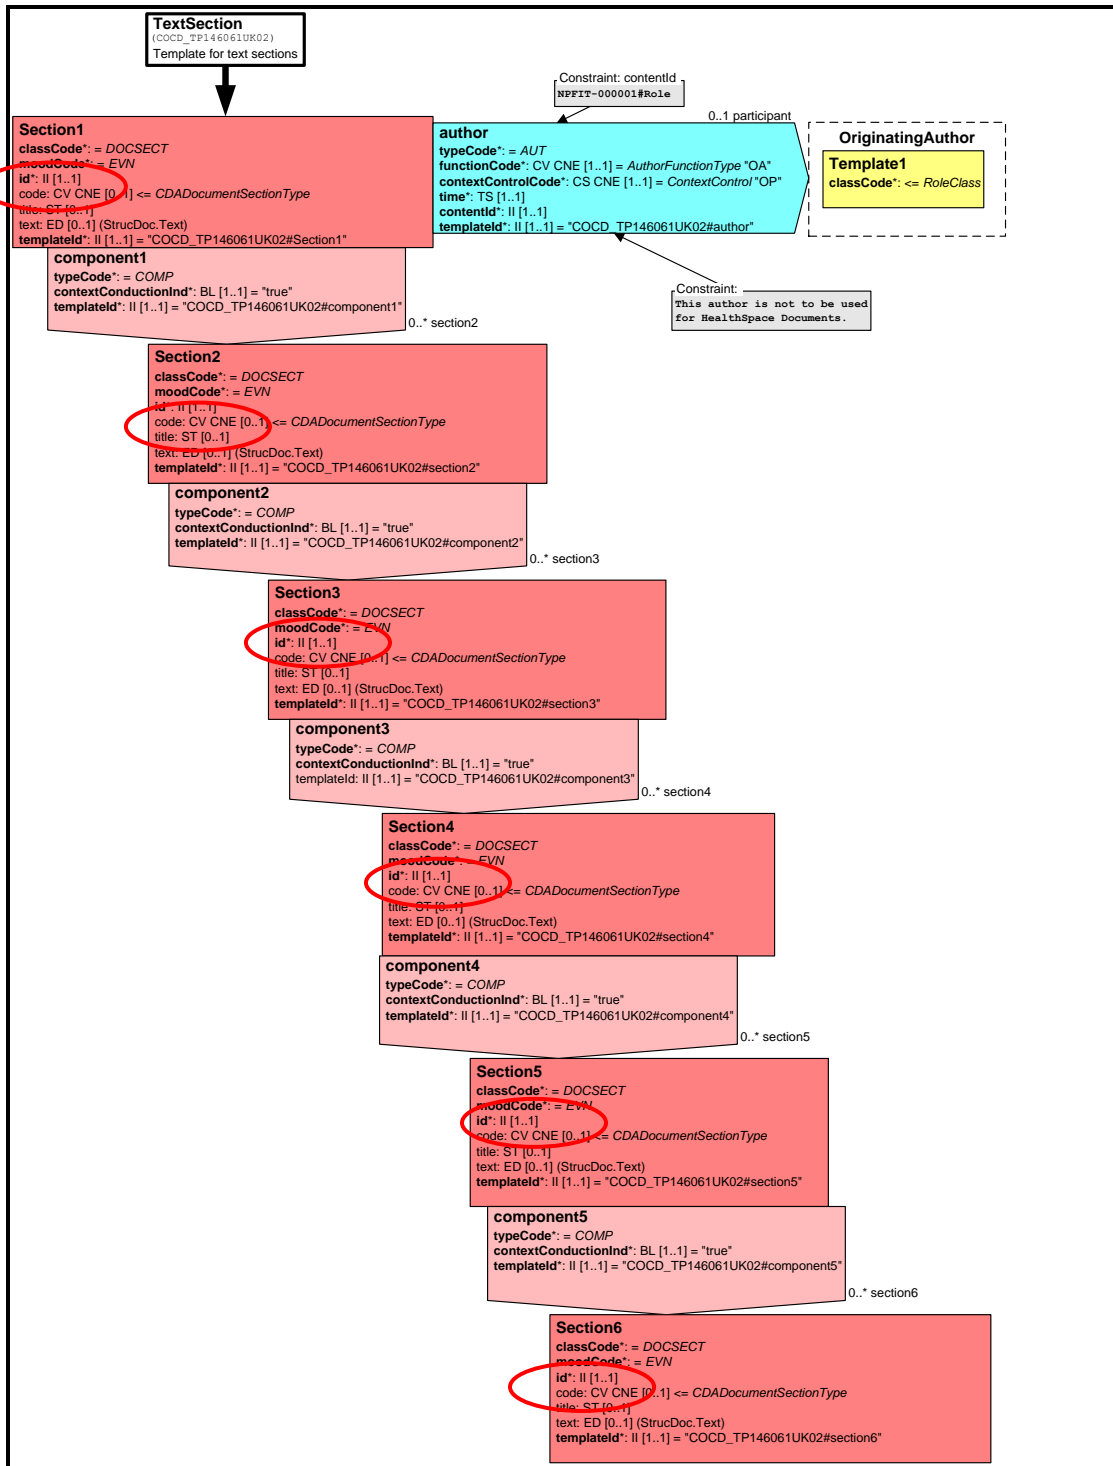 TextSection
(COCD_TP146061UK02)
Template for text sections
Constraint: contentId
NPFIT-000001#Role
0..1 participant
Section1
classCode*: = DOCSECT
moodCode*: = EVN
id*: II [1..1]
code: CV CNE [0..1] <= CDADocumentSectionType
title: ST [0..1]
text: ED [0..1] (StrucDoc.Text)
templateId*: II [1..1] = "COCD_TP146061UK02#Section1"
author
typeCode*: = AUT
functionCode*: CV CNE [1..1] = AuthorFunctionType "OA"
contextControlCode*: CS CNE [1..1] = ContextControl "OP"
time*: TS [1..1]
contentId*: II [1..1]
templateId*: II [1..1] = "COCD_TP146061UK02#author"
OriginatingAuthor
Template1
classCode*: <= RoleClass
component1
typeCode*: = COMP
contextConductionInd*: BL [1..1] = "true"
templateId*: II [1..1] = "COCD_TP146061UK02#component1"
0..* section2
Constraint:
This author is not to be used
for HealthSpace Documents.
Section2
classCode*: = DOCSECT
moodCode*: = EVN
id*: II [1..1]
code: CV CNE [0..1] <= CDADocumentSectionType
title: ST [0..1]
text: ED [0..1] (StrucDoc.Text)
templateId*: II [1..1] = "COCD_TP146061UK02#section2"
component2
typeCode*: = COMP
contextConductionInd*: BL [1..1] = "true"
templateId*: II [1..1] = "COCD_TP146061UK02#component2"
0..* section3
Section3
classCode*: = DOCSECT
moodCode*: = EVN
id*: II [1..1]
code: CV CNE [0..1] <= CDADocumentSectionType
title: ST [0..1]
text: ED [0..1] (StrucDoc.Text)
templateId*: II [1..1] = "COCD_TP146061UK02#section3"
component3
typeCode*: = COMP
contextConductionInd*: BL [1..1] = "true"
templateId: II [1..1] = "COCD_TP146061UK02#component3"
0..* section4
Section4
classCode*: = DOCSECT
moodCode*: = EVN
id*: II [1..1]
code: CV CNE [0..1] <= CDADocumentSectionType
title: ST [0..1]
text: ED [0..1] (StrucDoc.Text)
templateId*: II [1..1] = "COCD_TP146061UK02#section4"
component4
typeCode*: = COMP
contextConductionInd*: BL [1..1] = "true"
templateId*: II [1..1] = "COCD_TP146061UK02#component4"
0..* section5
Section5
classCode*: = DOCSECT
moodCode*: = EVN
id*: II [1..1]
code: CV CNE [0..1] <= CDADocumentSectionType
title: ST [0..1]
text: ED [0..1] (StrucDoc.Text)
templateId*: II [1..1] = "COCD_TP146061UK02#section5"
component5
typeCode*: = COMP
contextConductionInd*: BL [1..1] = "true"
templateId*: II [1..1] = "COCD_TP146061UK02#component5"
0..* section6
Section6
classCode*: = DOCSECT
moodCode*: = EVN
id*: II [1..1]
code: CV CNE [0..1] <= CDADocumentSectionType
title: ST [0..1]
text: ED [0..1] (StrucDoc.Text)
templateId*: II [1..1] = "COCD_TP146061UK02#section6"